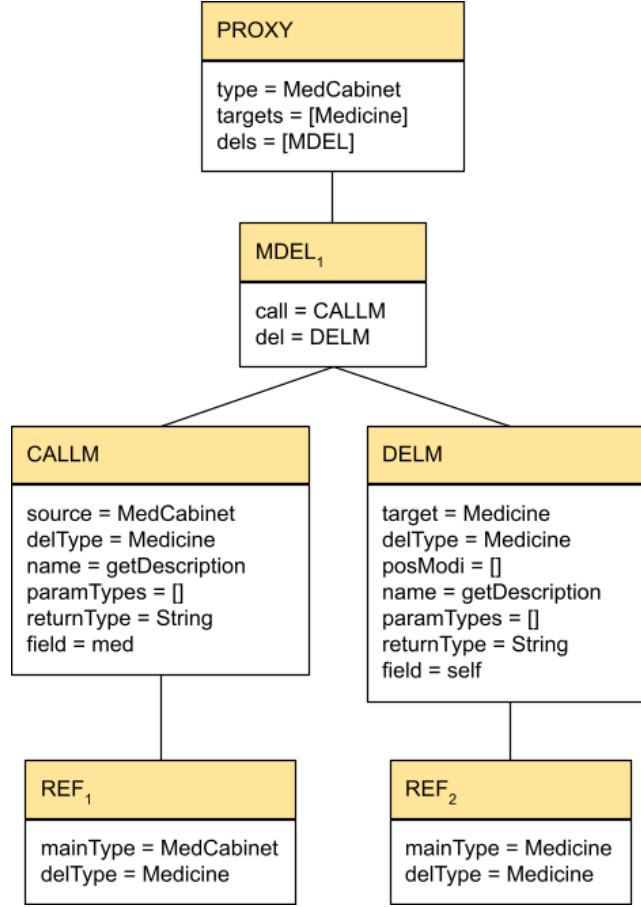 PROXY
type = MedCabinet
targets = [Medicine]
dels = [MDEL]
MDEL₁
call = CALLM
del = DELM
CALLM
source = MedCabinet
delType = Medicine
name = getDescription
paramTypes = []
returnType = String
field = med
DELM
target = Medicine
delType = Medicine
posModi = []
name = getDescription
paramTypes = []
returnType = String
field = self
REF₁
mainType = MedCabinet
delType = Medicine
REF₂
mainType = Medicine
delType = Medicine